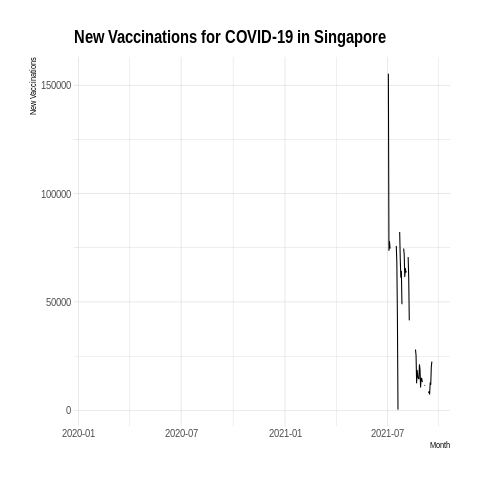 New Vaccinations for COVID-19 in Singapore
New Vaccinations
150000
100000
50000
0
2020-01
2020-07
2021-01
2021-07
Month